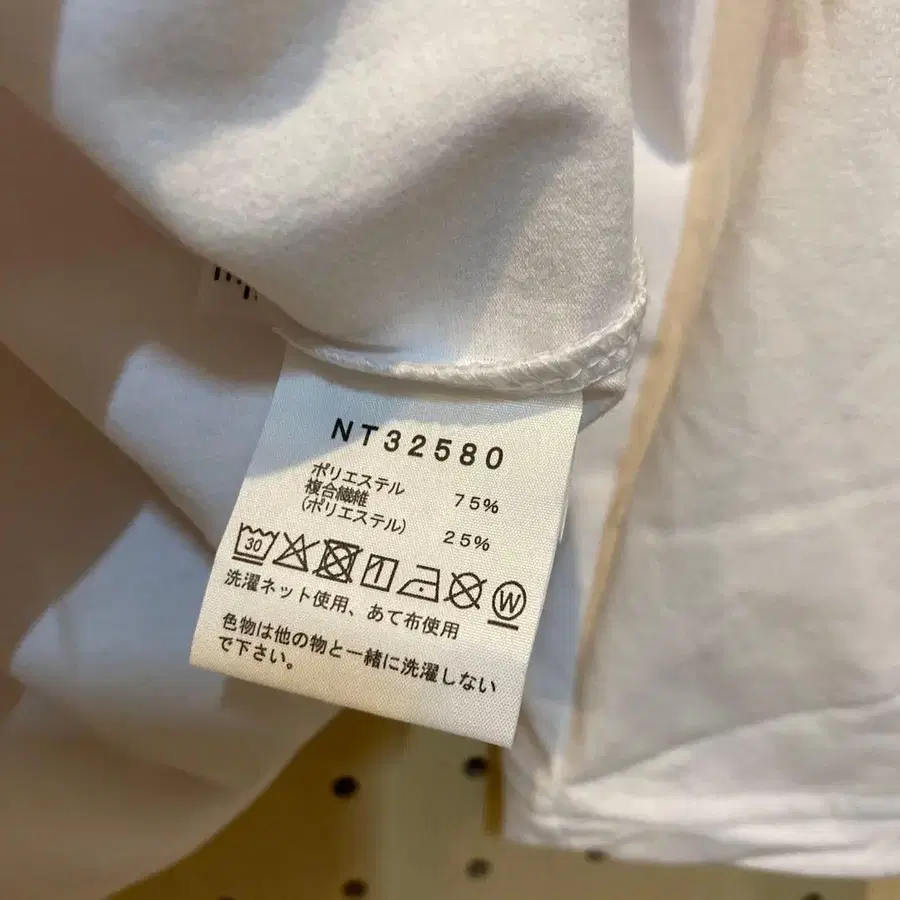 NT32580
ポリエステル 75%
複合繊維
(ポリエステル) 25%
30 W
洗濯ネット使用、あて布使用
色物は他の物と一緒に洗濯しない
で下さい。